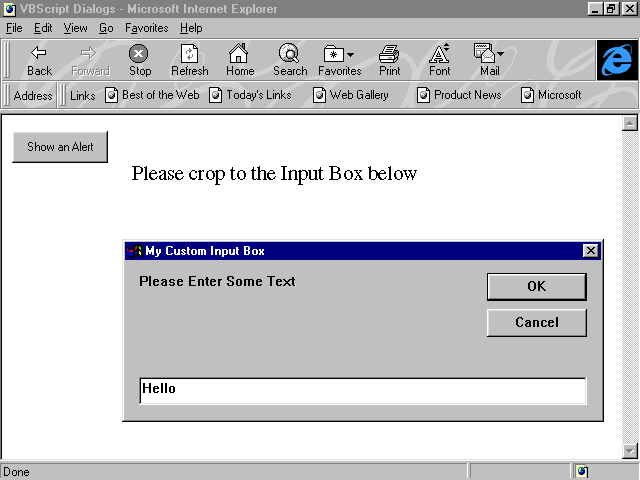 VBScript Dialogs - Microsoft Internet Explorer
File Edit View Go Favorites Help
Back Forward Stop Refresh Home Search Favorites Print Font Mail
Address Links Best of the Web Today's Links Web Gallery Product News Microsoft
Show an Alert
Please crop to the Input Box below
My Custom Input Box
Please Enter Some Text
OK
Cancel
Hello
Done